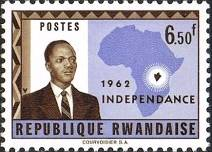 POSTES
6,50f
1962
INDEPENDANCE
REPUBLIQUE RWANDAISE
COURVOISIER S.A.